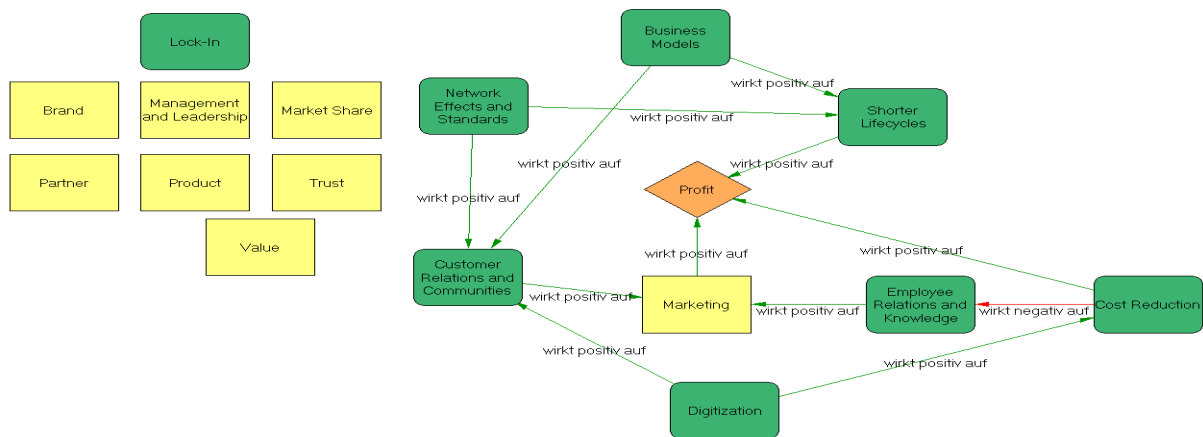 Lock-In
Brand
Management
and Leadership
Market Share
Partner
Product
Trust
Value
Business
Models
wirkt positiv auf
Network
Effects and
Standards
wirkt positiv auf
Shorter
Lifecycles
wirkt positiv auf
wirkt positiv auf
wirkt positiv auf
Profit
wirkt positiv auf
wirkt positiv auf
Customer
Relations and
Communities
wirkt positiv auf
Marketing
wirkt positiv auf
Employee
Relations and
Knowledge
wirkt negativ auf
Cost Reduction
wirkt positiv auf
wirkt positiv auf
Digitization